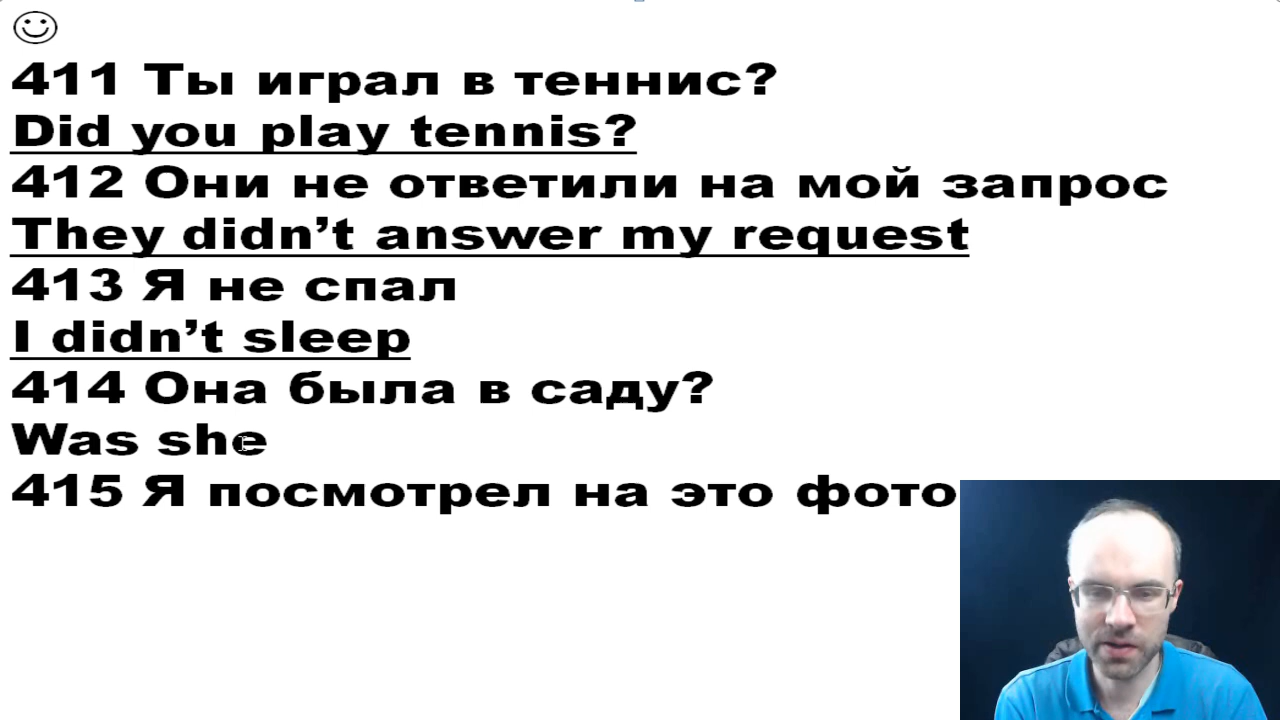 411 Ты играл в теннис?
Did you play tennis?
412 Они не ответили на мой запрос
They didn’t answer my request
413 Я не спал
I didn’t sleep
414 Она была в саду?
Was she
415 Я посмотрел на это фото